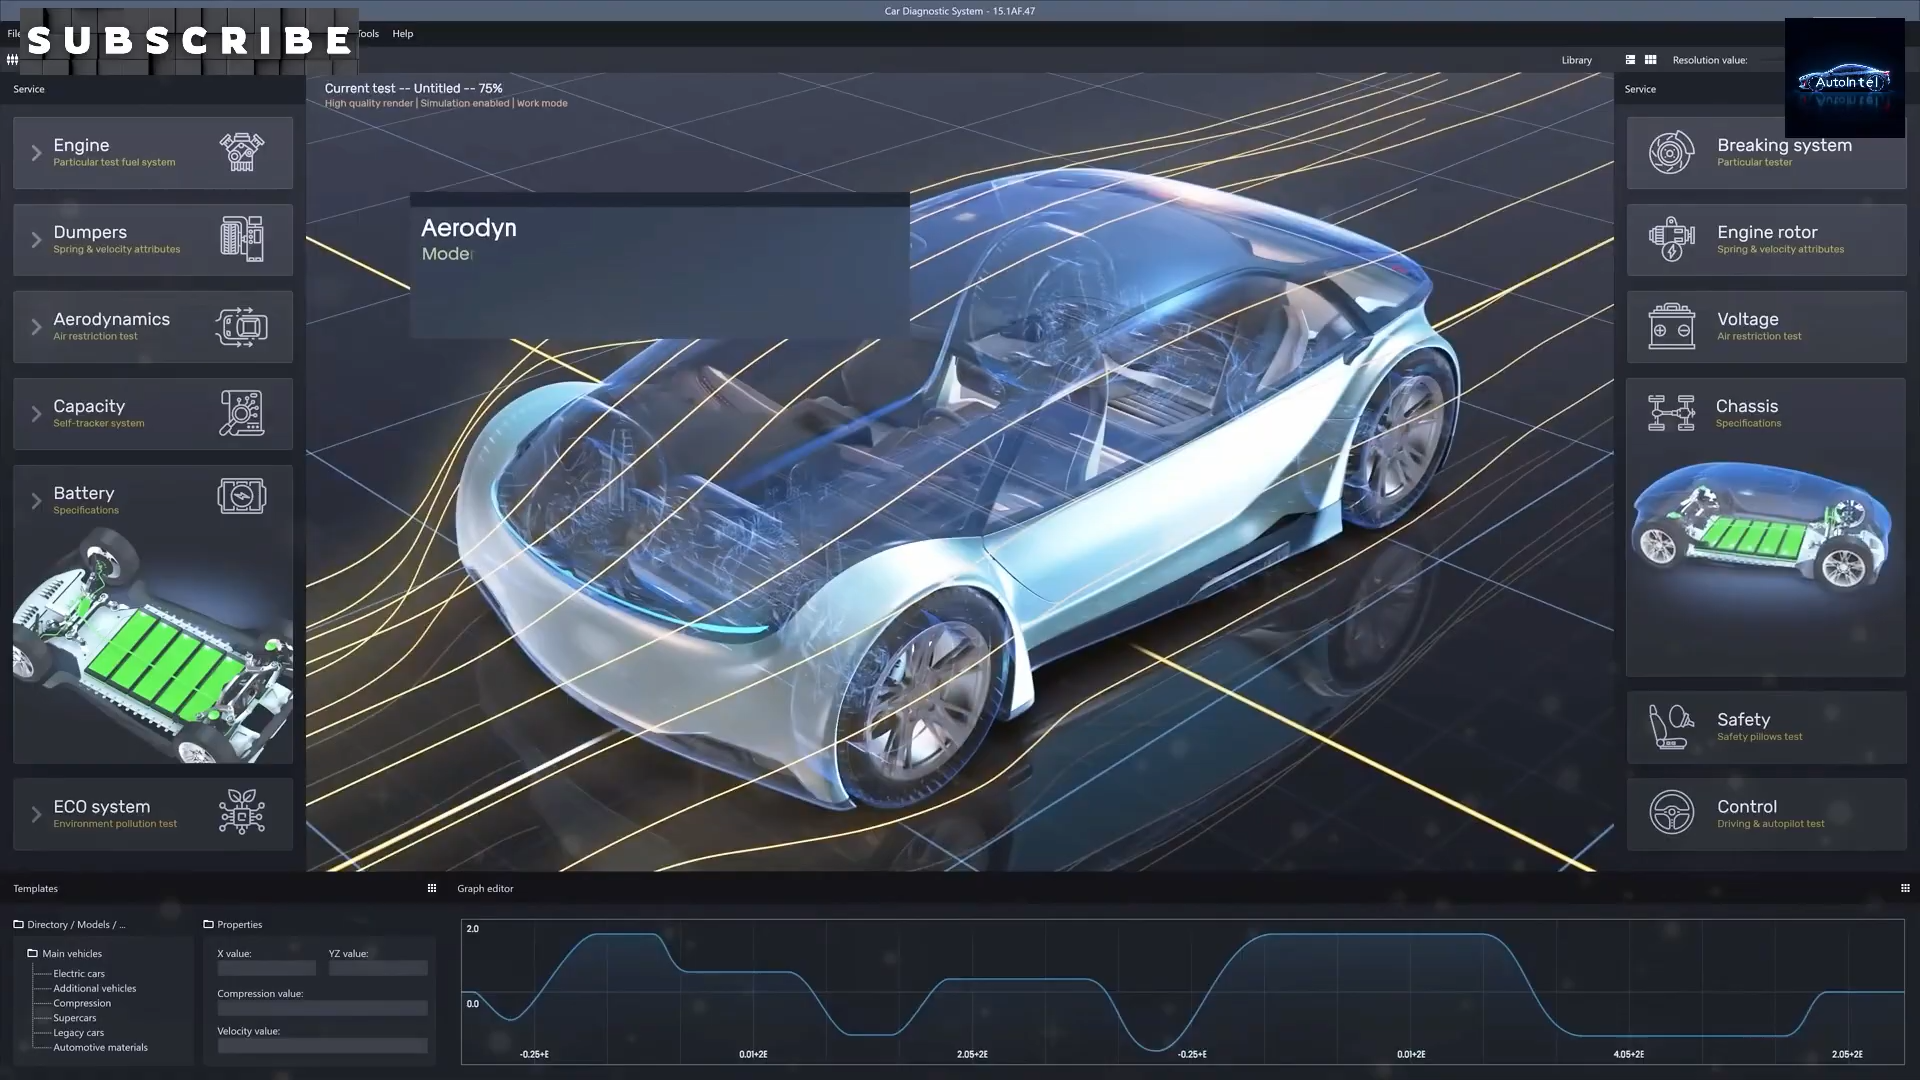 Car Diagnostic System - 15.1AF.47
SUBSCRIBE
File
Tools
Help
Library
Resolution value:
AutoIntel
Service
Engine
Particular test fuel system
Dumpers
Spring & velocity attributes
Aerodynamics
Air restriction test
Capacity
Self-tracker system
Battery
Specifications
ECO system
Environment pollution test
Current test -- Untitled -- 75%
High quality render | Simulation enabled | Work mode
Aerodyn
Moder
Service
Breaking system
Particular tester
Engine rotor
Spring & velocity attributes
Voltage
Air restriction test
Chassis
Specifications
Safety
Safety pillows test
Control
Driving & autopilot test
Templates
Directory / Models / ...
Main vehicles
Electric cars
Additional vehicles
Compression
Supercars
Legacy cars
Automotive materials
Properties
X value:
YZ value:
Compression value:
Velocity value:
Graph editor
2.0
0.0
-0.25+E
0.01+2E
2.05+2E
-0.25+E
0.01+2E
4.05+2E
2.05+2E